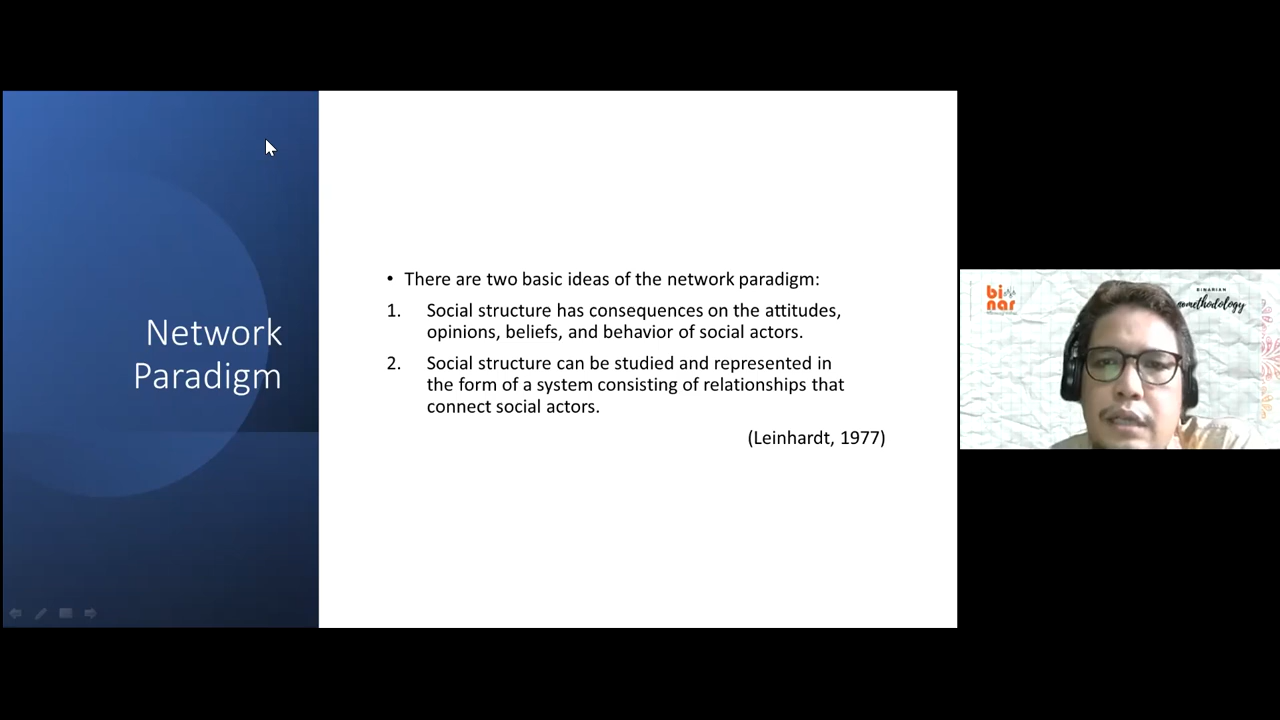 Network
Paradigm
• There are two basic ideas of the network paradigm:
1. Social structure has consequences on the attitudes,
opinions, beliefs, and behavior of social actors.
2. Social structure can be studied and represented in
the form of a system consisting of relationships that
connect social actors.
(Leinhardt, 1977)
bi
nar
BINARIAN